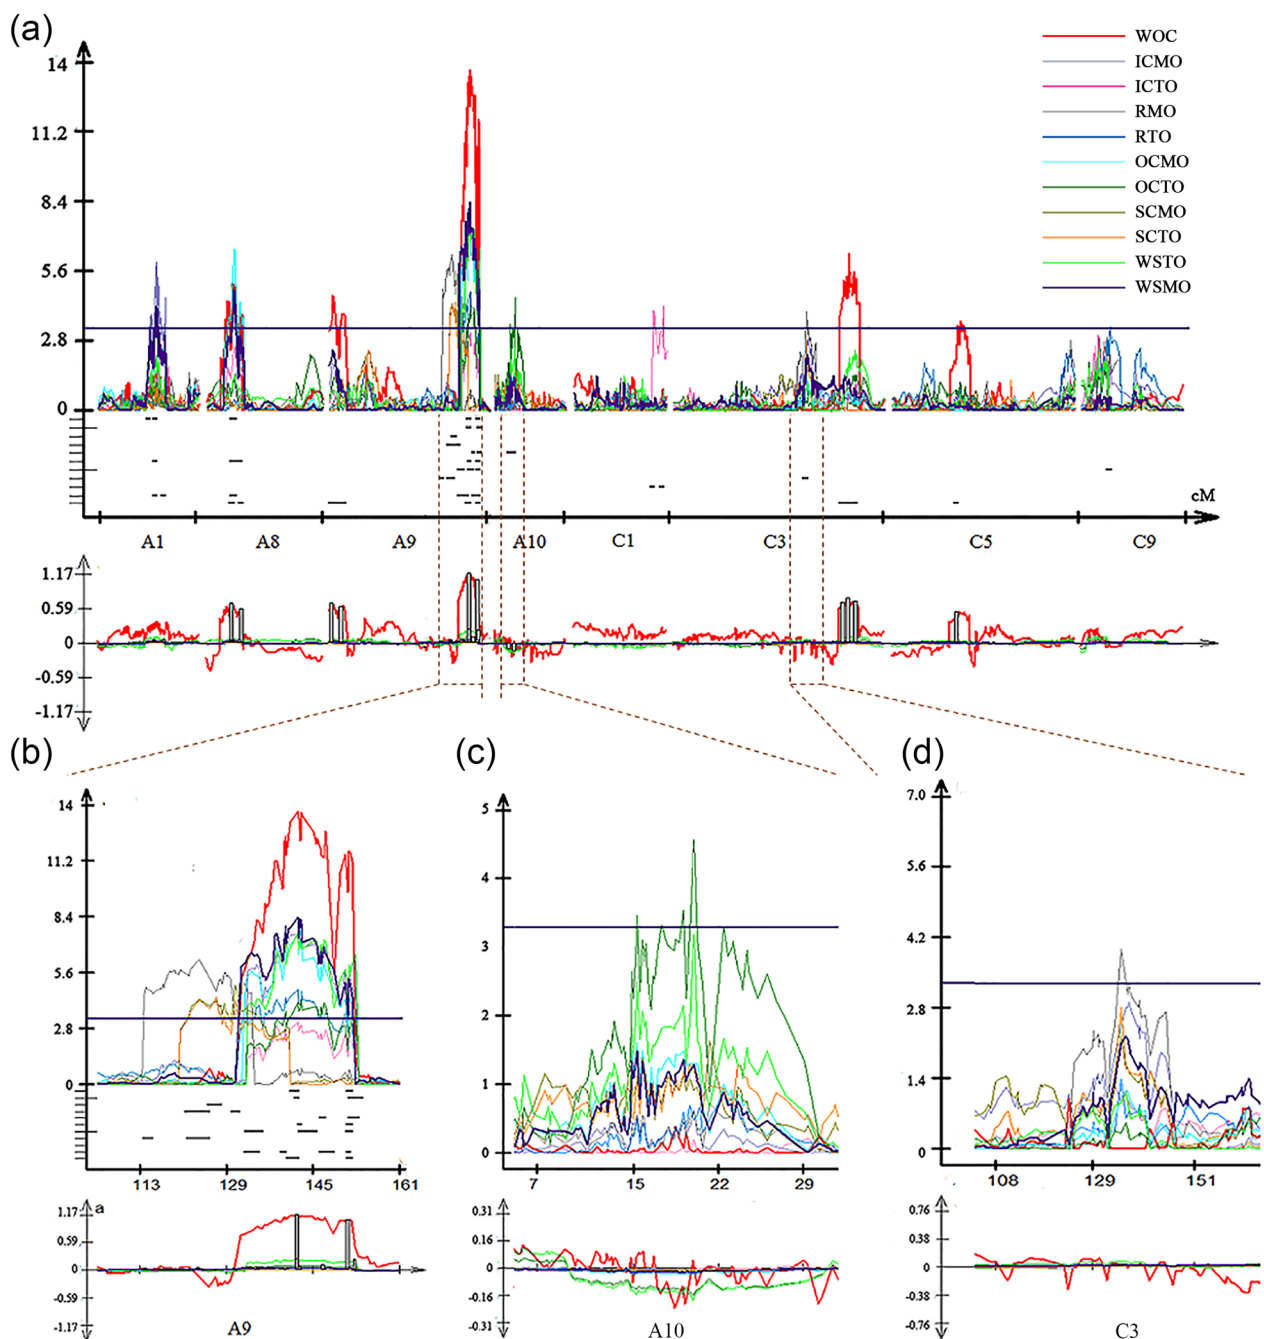 (a)
WOC
ICMO
ICTO
RMO
RTO
OCMO
OCTO
SCMO
SCTO
WSTO
WSMO
14
11.2
8.4
5.6
2.8
0
cM
A1 A8 A9 A10 C1 C3 C5 C9
1.17
0.59
0
-0.59
-1.17
(b) (c) (d)
14
11.2
8.4
5.6
2.8
0
113 129 145 161
a
1.17
0.59
0
-0.59
-1.17
A9
5
4
3
2
1
0
7 15 22 29
0.31
0.16
0
-0.16
-0.31
A10
7.0
5.6
4.2
2.8
1.4
0
108 129 151
0.76
0.38
0
-0.38
-0.76
C3